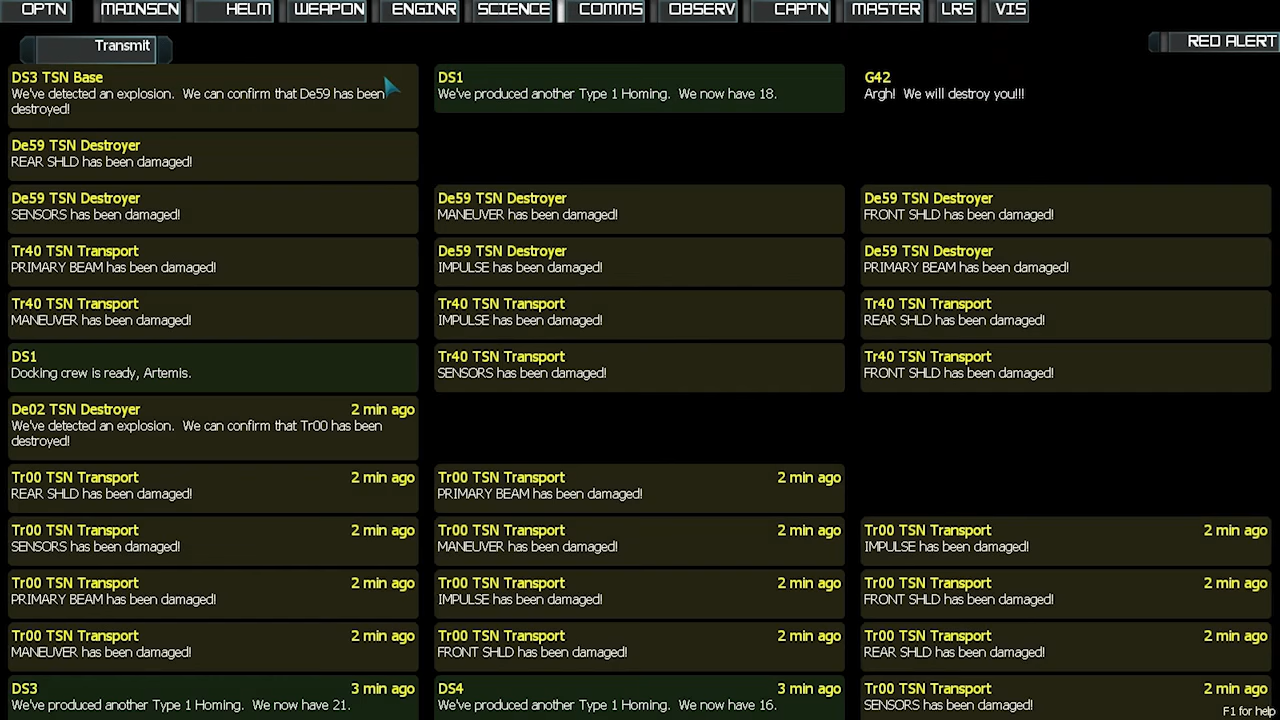 OPTN MAINSCN HELM WEAPON ENGINR SCIENCE COMMS OBSERV CAPTN MASTER LRS VIS
Transmit
RED ALERT
DS3 TSN Base
We've detected an explosion. We can confirm that De59 has been
destroyed!
DS1
We've produced another Type 1 Homing. We now have 18.
G42
Argh! We will destroy you!!!
De59 TSN Destroyer
REAR SHLD has been damaged!
De59 TSN Destroyer
SENSORS has been damaged!
De59 TSN Destroyer
MANEUVER has been damaged!
De59 TSN Destroyer
FRONT SHLD has been damaged!
Tr40 TSN Transport
PRIMARY BEAM has been damaged!
De59 TSN Destroyer
IMPULSE has been damaged!
De59 TSN Destroyer
PRIMARY BEAM has been damaged!
Tr40 TSN Transport
MANEUVER has been damaged!
Tr40 TSN Transport
IMPULSE has been damaged!
Tr40 TSN Transport
REAR SHLD has been damaged!
DS1
Docking crew is ready, Artemis.
Tr40 TSN Transport
SENSORS has been damaged!
Tr40 TSN Transport
FRONT SHLD has been damaged!
De02 TSN Destroyer 2 min ago
We've detected an explosion. We can confirm that Tr00 has been
destroyed!
Tr00 TSN Transport 2 min ago
REAR SHLD has been damaged!
Tr00 TSN Transport 2 min ago
PRIMARY BEAM has been damaged!
Tr00 TSN Transport 2 min ago
SENSORS has been damaged!
Tr00 TSN Transport 2 min ago
MANEUVER has been damaged!
Tr00 TSN Transport 2 min ago
IMPULSE has been damaged!
Tr00 TSN Transport 2 min ago
PRIMARY BEAM has been damaged!
Tr00 TSN Transport 2 min ago
IMPULSE has been damaged!
Tr00 TSN Transport 2 min ago
FRONT SHLD has been damaged!
Tr00 TSN Transport 2 min ago
MANEUVER has been damaged!
Tr00 TSN Transport 2 min ago
FRONT SHLD has been damaged!
Tr00 TSN Transport 2 min ago
REAR SHLD has been damaged!
DS3 3 min ago
We've produced another Type 1 Homing. We now have 21.
DS4 3 min ago
We've produced another Type 1 Homing. We now have 16.
Tr00 TSN Transport 2 min ago
SENSORS has been damaged!
F1 for help